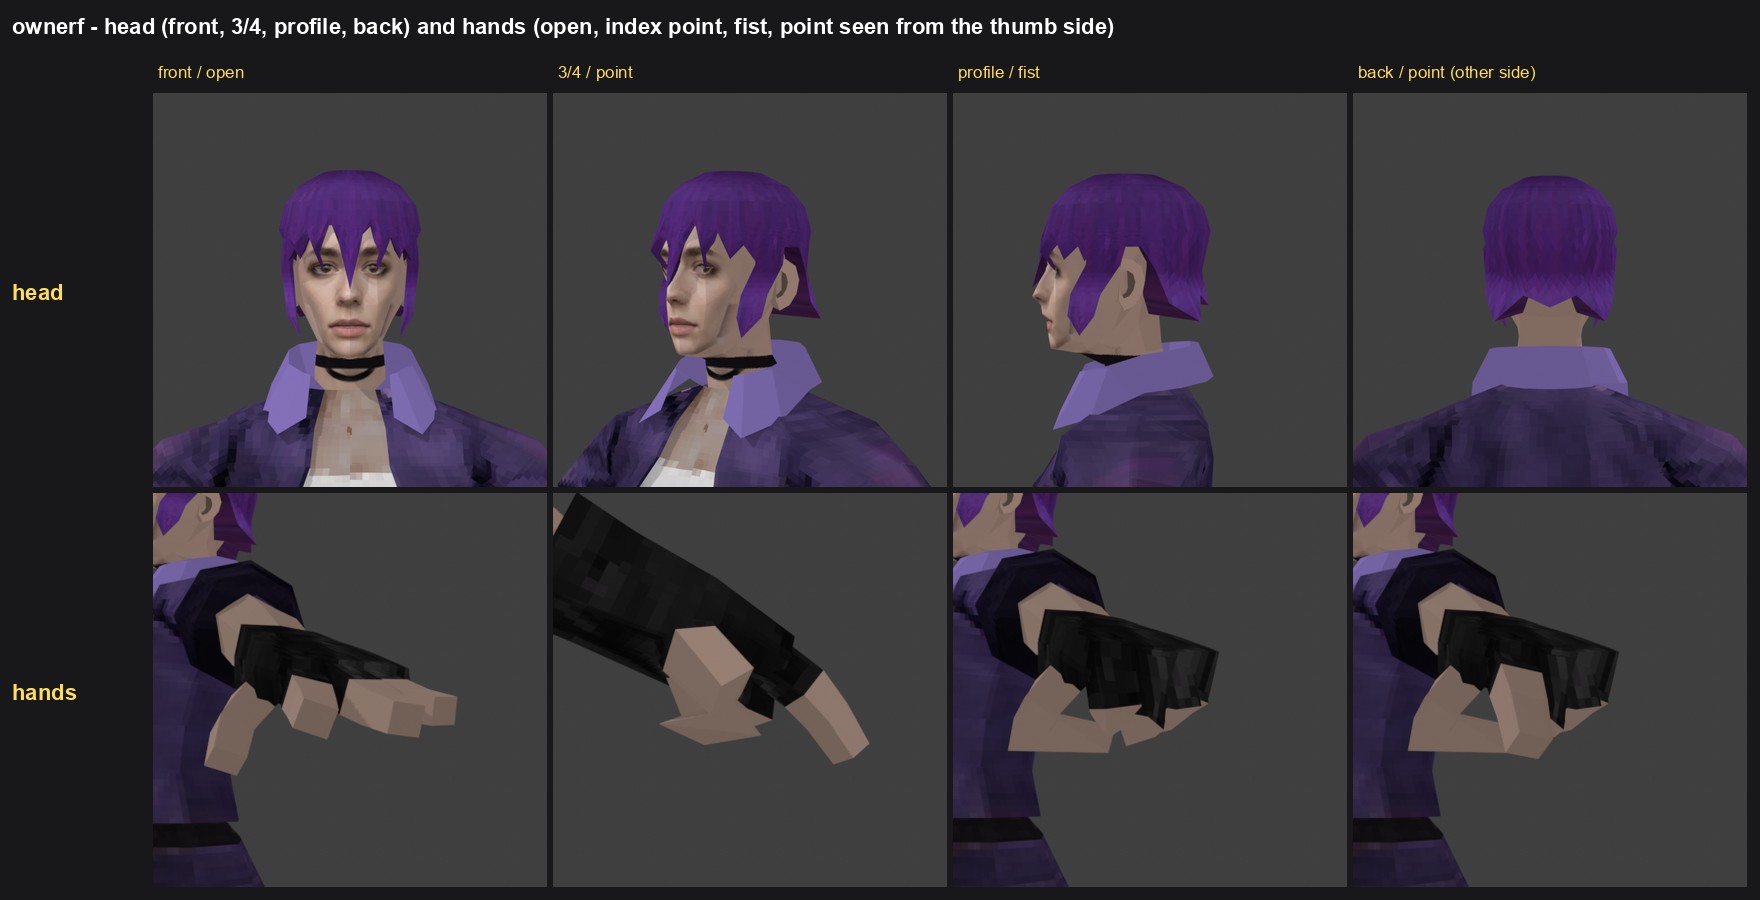 ownerf - head (front, 3/4, profile, back) and hands (open, index point, fist, point seen from the thumb side)
front / open
3/4 / point
profile / fist
back / point (other side)
head
hands